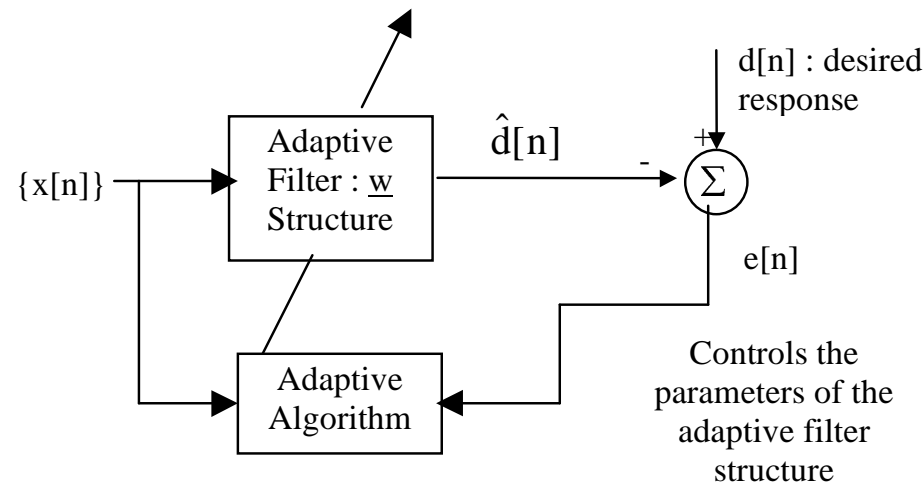 d[n] : desired
response
+
Adaptive
Filter : w
Structure
d̂[n]
-
Σ
{x[n]}
e[n]
Adaptive
Algorithm
Controls the
parameters of the
adaptive filter
structure